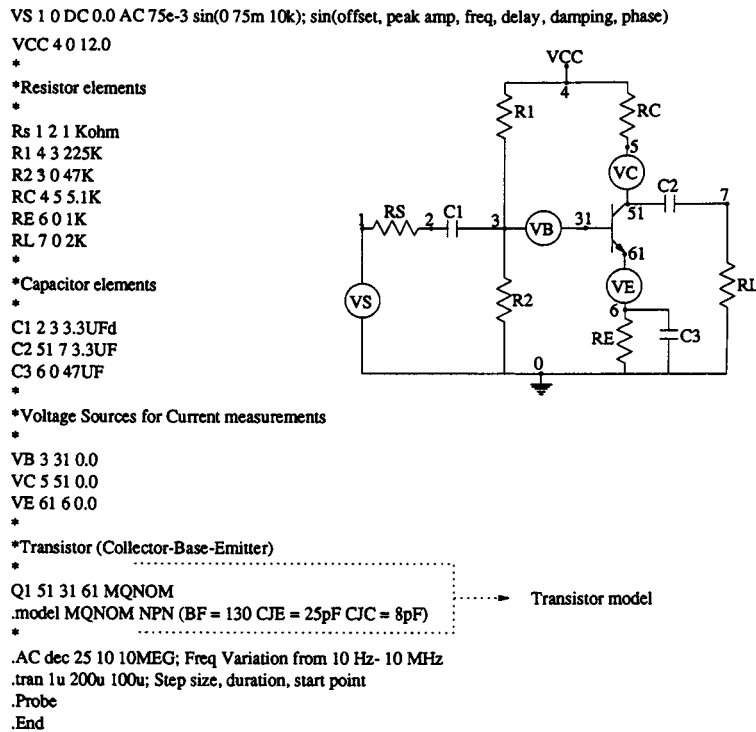 VS 1 0 DC 0.0 AC 75e-3 sin(0 75m 10k); sin(offset, peak amp, freq, delay, damping, phase)
VCC 4 0 12.0
*
*Resistor elements
*
Rs 1 2 1 Kohm
R1 4 3 225K
R2 3 0 47K
RC 4 5 5.1K
RE 6 0 1K
RL 7 0 2K
*
*Capacitor elements
*
C1 2 3 3.3UFd
C2 51 7 3.3UF
C3 6 0 47UF
*
*Voltage Sources for Current measurements
*
VB 3 31 0.0
VC 5 51 0.0
VE 61 6 0.0
*
*Transistor (Collector-Base-Emitter)
*
Q1 51 31 61 MQNOM
.model MQNOM NPN (BF = 130 CJE = 25pF CJC = 8pF)
*
.AC dec 25 10 10MEG; Freq Variation from 10 Hz- 10 MHz
.tran 1u 200u 100u; Step size, duration, start point
.Probe
.End
VCC
4
R1
RC
5
VC
C2
7
51
1
RS
2
C1
3
VB
31
61
VS
R2
VE
RL
6
RE
C3
0
Transistor model